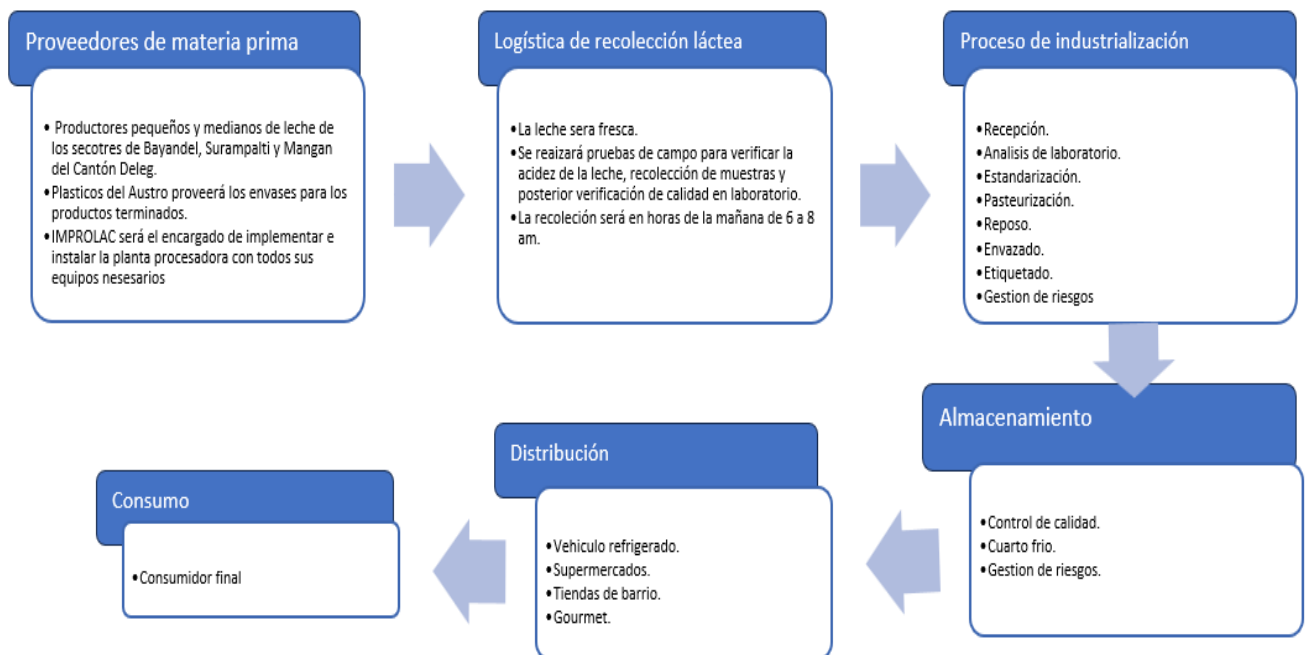 Proveedores de materia prima
• Productores pequeños y medianos de leche de
los secotres de Bayandel, Surampalti y Mangan
del Cantón Deleg.
•Plasticos del Austro proveerá los envases para los
productos terminados.
•IMPROLAC será el encargado de implementar e
instalar la planta procesadora con todos sus
equipos nesesarios
Logística de recolección láctea
•La leche sera fresca.
•Se reaizará pruebas de campo para verificar la
acidez de la leche, recolección de muestras y
posterior verificación de calidad en laboratorio.
•La recoleción será en horas de la mañana de 6 a 8
am.
Proceso de industrialización
•Recepción.
•Analisis de laboratorio.
•Estandarización.
•Pasteurización.
•Reposo.
•Envazado.
•Etiquetado.
•Gestion de riesgos
Almacenamiento
•Control de calidad.
•Cuarto frio.
•Gestion de riesgos.
Distribución
•Vehiculo refrigerado.
•Supermercados.
•Tiendas de barrio.
•Gourmet.
Consumo
•Consumidor final